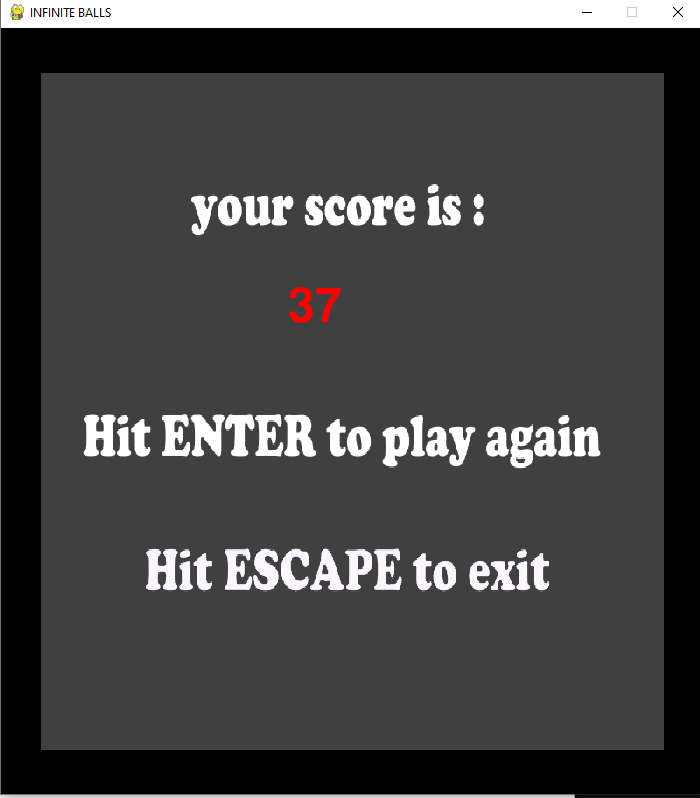 INFINITE BALLS
your score is :
37
Hit ENTER to play again
Hit ESCAPE to exit